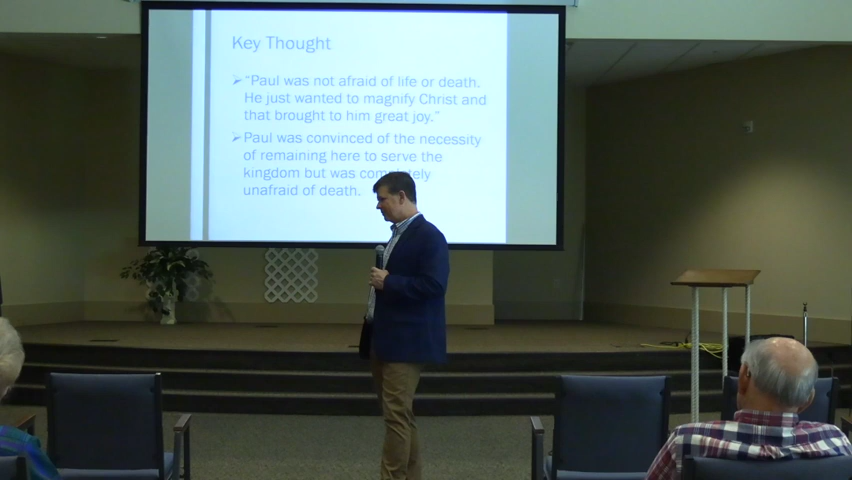 Key Thought
➢"Paul was not afraid of life or death.
He just wanted to magnify Christ and
that brought to him great joy."
➢Paul was convinced of the necessity
of remaining here to serve the
kingdom but was completely
unafraid of death.